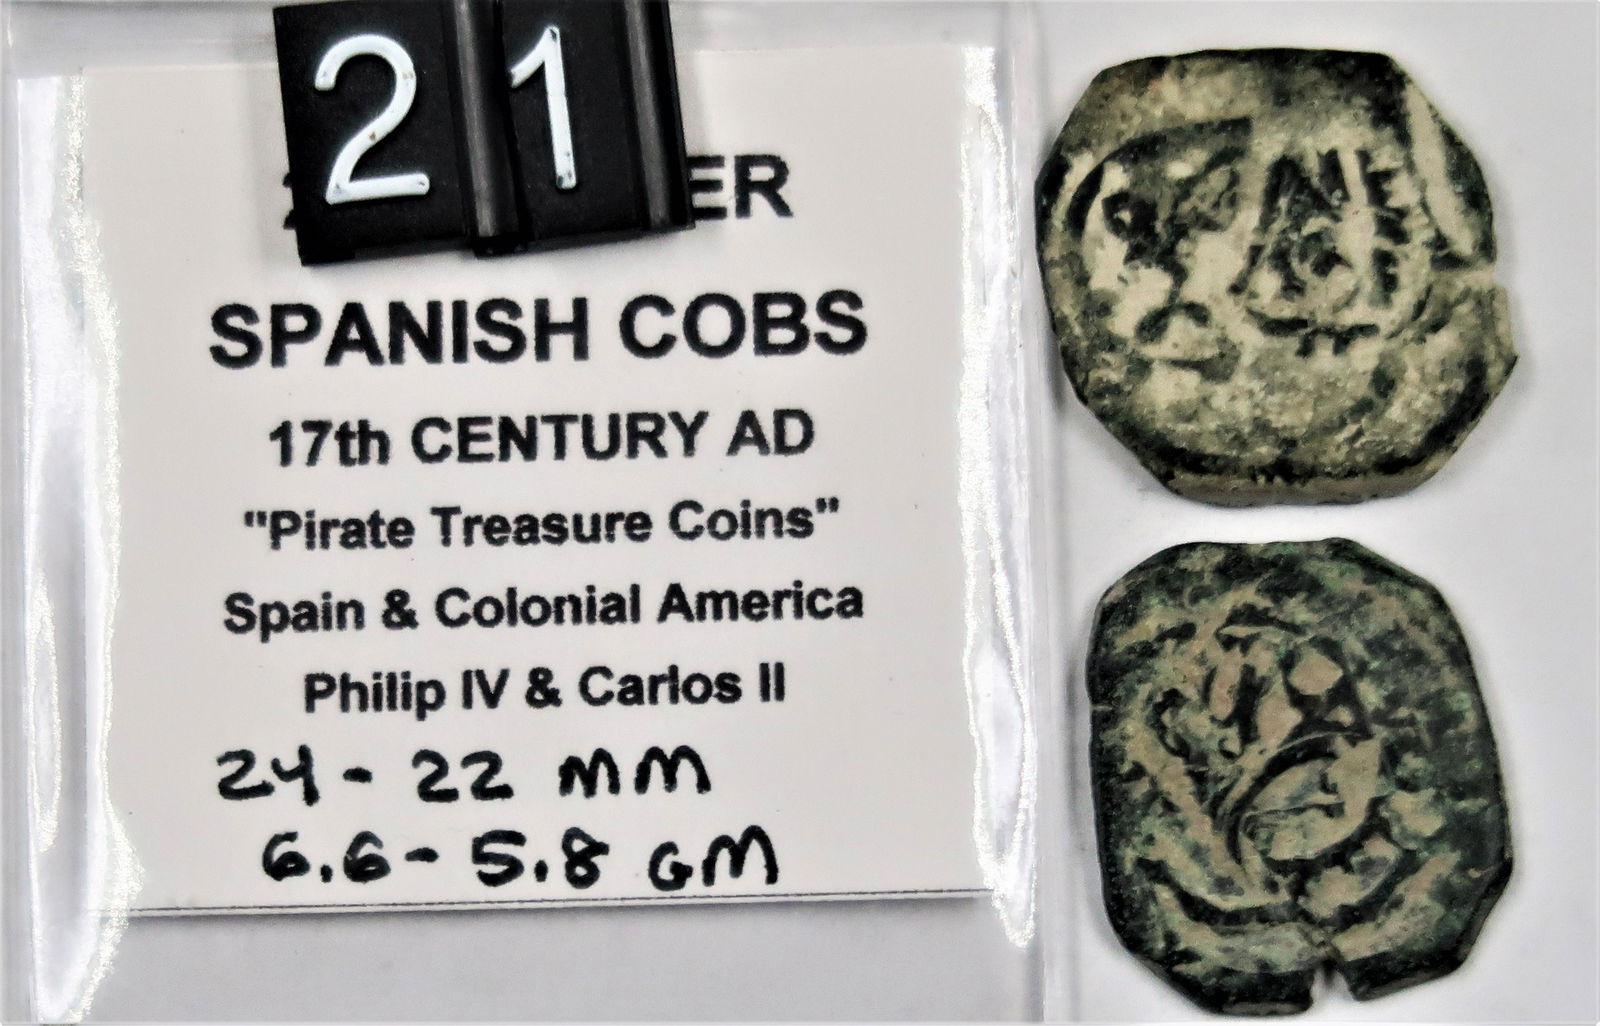 21
ER
SPANISH COBS
17th CENTURY AD
"Pirate Treasure Coins"
Spain & Colonial America
Philip IV & Carlos II
24 - 22 MM
6.6 - 5.8 GM